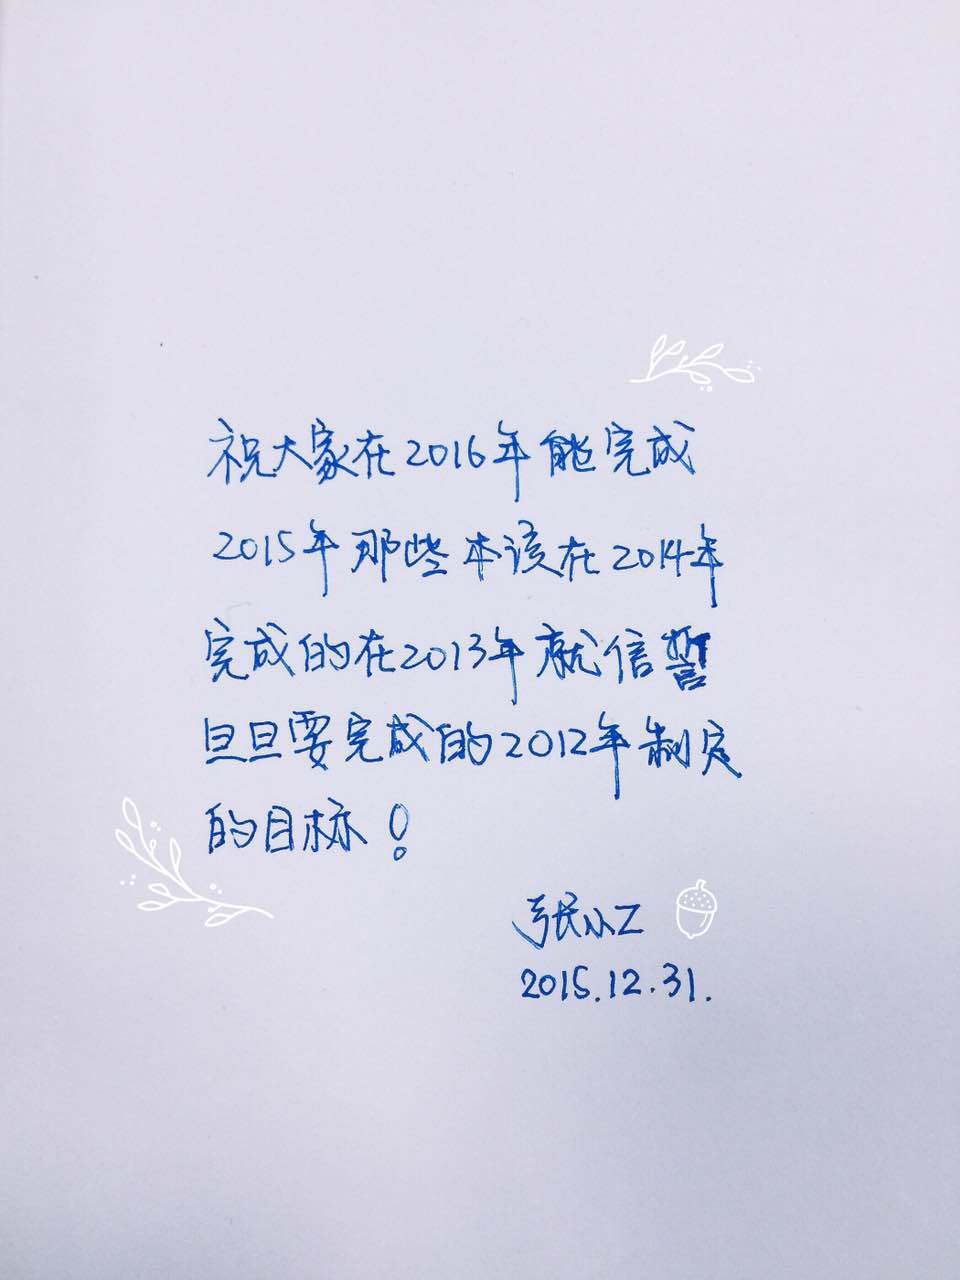 祝大家在2016年能完成
2015年那些本该在2014年
完成的在2013年就信誓
旦旦要完成的2012年制定
的目标！
张小Z
2015.12.31.